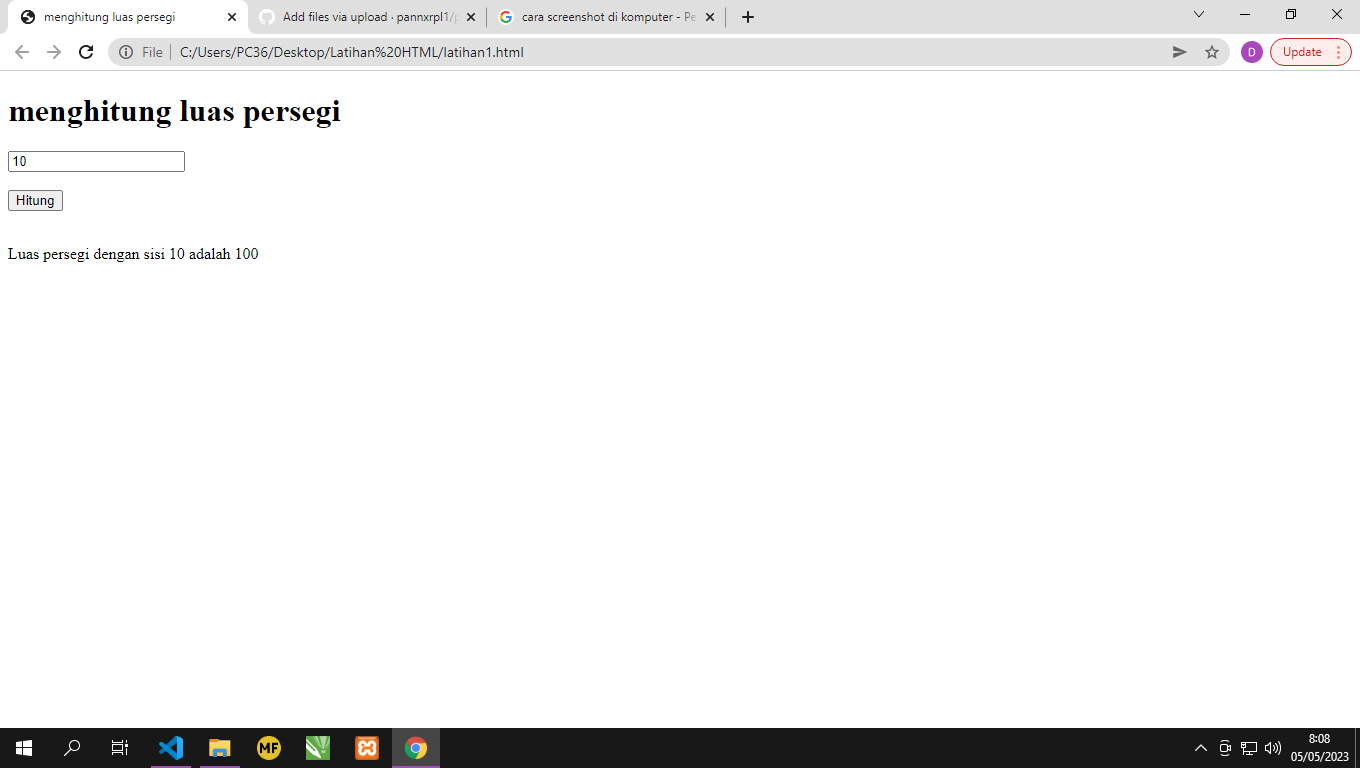 menghitung luas persegi
Add files via upload · pannxrpl1/p
cara screenshot di komputer - Pe
File
C:/Users/PC36/Desktop/Latihan%20HTML/latihan1.html
D
Update
menghitung luas persegi
10
Hitung
Luas persegi dengan sisi 10 adalah 100
MF
8:08
05/05/2023